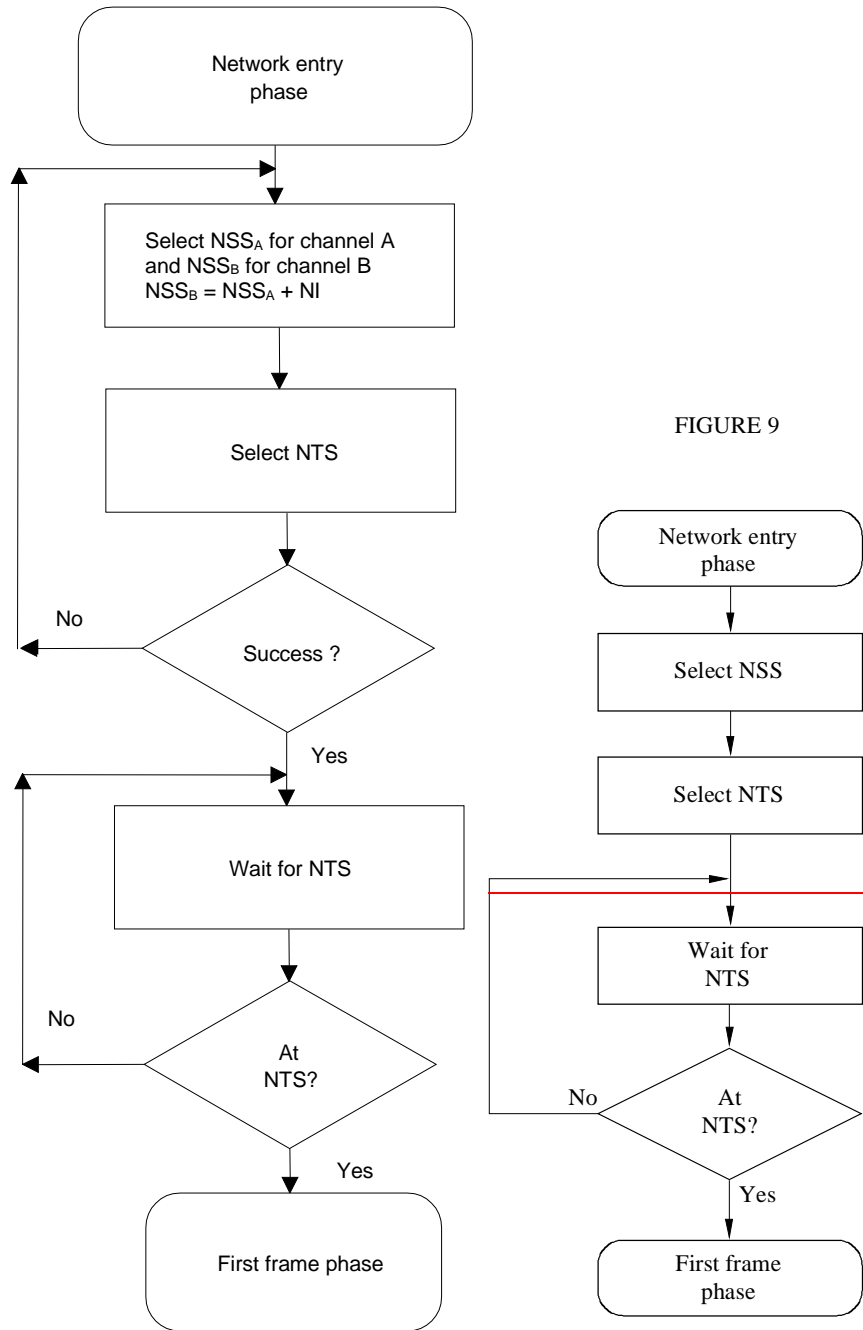 Network entry
phase
Select NSSA for channel A
and NSSB for channel B
NSSB = NSSA + NI
Select NTS
No
Success ?
Yes
Wait for NTS
No
At
NTS?
Yes
First frame phase
FIGURE 9
Network entry
phase
Select NSS
Select NTS
Wait for
NTS
No
At
NTS?
Yes
First frame
phase